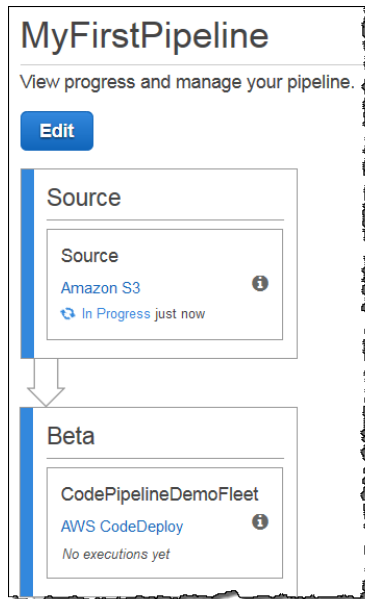 MyFirstPipeline
View progress and manage your pipeline.
Edit
Source
Source
Amazon S3
In Progress just now
Beta
CodePipelineDemoFleet
AWS CodeDeploy
No executions yet